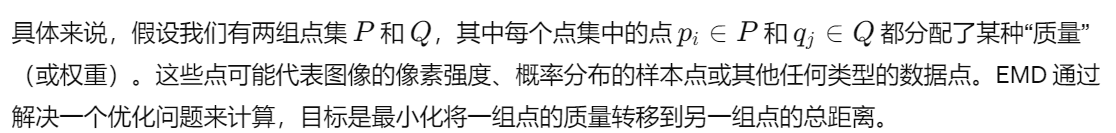 具体来说，假设我们有两组点集 P 和 Q，其中每个点集中的点 pᵢ ∈ P 和 qⱼ ∈ Q 都分配了某种“质量”
（或权重）。这些点可能代表图像的像素强度、概率分布的样本点或其他任何类型的数据点。EMD 通过
解决一个优化问题来计算，目标是最小化将一组点的质量转移到另一组点的总距离。